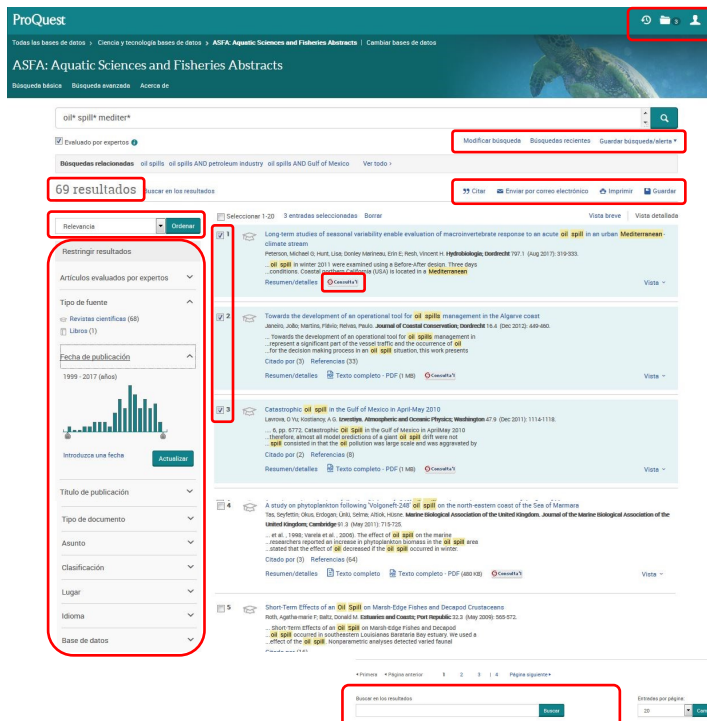 ProQuest
3
Todas las bases de datos › Ciencia y tecnología bases de datos › ASFA: Aquatic Sciences and Fisheries Abstracts | Cambiar bases de datos
ASFA: Aquatic Sciences and Fisheries Abstracts
Búsqueda básica Búsqueda avanzada Acerca de
oil* spill* mediter*
Evaluado por expertos
Modificar búsqueda Búsquedas recientes Guardar búsqueda/alerta
Búsquedas relacionadas oil spills oil spills AND petroleum industry oil spills AND Gulf of Mexico Ver todo ›
69 resultados Buscar en los resultados
Citar Enviar por correo electrónico Imprimir Guardar
Relevancia Ordenar
Seleccionar 1-20 3 entradas seleccionadas Borrar Vista breve Vista detallada
Restringir resultados
Artículos evaluados por expertos
Tipo de fuente
Revistas científicas (68)
Libros (1)
Fecha de publicación
1999 - 2017 (años)
Introduzca una fecha Actualizar
Título de publicación
Tipo de documento
Asunto
Clasificación
Lugar
Idioma
Base de datos
1 Long-term studies of seasonal variability enable evaluation of macroinvertebrate response to an acute oil spill in an urban Mediterranean-
climate stream
Peterson, Michael G; Hunt, Lisa; Donley Marineau, Erin E; Resh, Vincent H. Hydrobiologia; Dordrecht 797.1 (Aug 2017): 319-333.
...oil spill in winter 2011 were examined using a Before-After design. Three days
...conditions. Coastal northern California (USA) is located in a Mediterranean
Resumen/detalles Consulta'l Vista
2 Towards the development of an operational tool for oil spills management in the Algarve coast
Janeiro, João; Martins, Flávio; Relvas, Paulo. Journal of Coastal Conservation; Dordrecht 16.4 (Dec 2012): 449-460.
... Towards the development of an operational tool for oil spills management in
...represent a significant part of the vessel traffic and the occurrence of oil
...for the decision making process in an oil spill situation, this work presents
Citado por (3) Referencias (33)
Resumen/detalles Texto completo - PDF (1 MB) Consulta'l Vista
3 Catastrophic oil spill in the Gulf of Mexico in April-May 2010
Lavrova, O Yu; Kostianoy, A G. Izvestiya. Atmospheric and Oceanic Physics; Washington 47.9 (Dec 2011): 1114-1118.
... 6, pp. 6772. Catastrophic Oil Spill in the Gulf of Mexico in AprilMay 2010
...therefore, almost all model predictions of a giant oil spill drift were not
...spill consisted in that the oil pollution was large scale and was aggravated by
Citado por (2) Referencias (8)
Resumen/detalles Texto completo - PDF (1 MB) Consulta'l Vista
4 A study on phytoplankton following 'Volgoneft-248' oil spill on the north-eastern coast of the Sea of Marmara
Tas, Seyfettin; Okus, Erdogan; Ünlü, Selma; Altiok, Hüsne. Marine Biological Association of the United Kingdom. Journal of the Marine Biological Association of the
United Kingdom; Cambridge 91.3 (May 2011): 715-725.
... et al., 1998; Varela et al., 2006). The effect of oil spill on the marine
...researchers reported an increase in phytoplankton biomass in the oil spill area
...stated that the effect of oil decreased if the oil spill occurred in winter.
Citado por (3) Referencias (64)
Resumen/detalles Texto completo Texto completo - PDF (480 KB) Consulta'l Vista
5 Short-Term Effects of an Oil Spill on Marsh-Edge Fishes and Decapod Crustaceans
Roth, Agatha-marie F; Baltz, Donald M. Estuaries and Coasts; Port Republic 32.3 (May 2009): 565-572.
... Short-Term Effects of an Oil Spill on Marsh-Edge Fishes and Decapod
...oil spill occurred in southeastern Louisianas Barataria Bay estuary. We used a
...effect of the oil spill. Nonparametric analyses detected varied faunal
Primera Página anterior 1 2 3 4 Página siguiente
Buscar en los resultados
Buscar
Entradas por página:
20